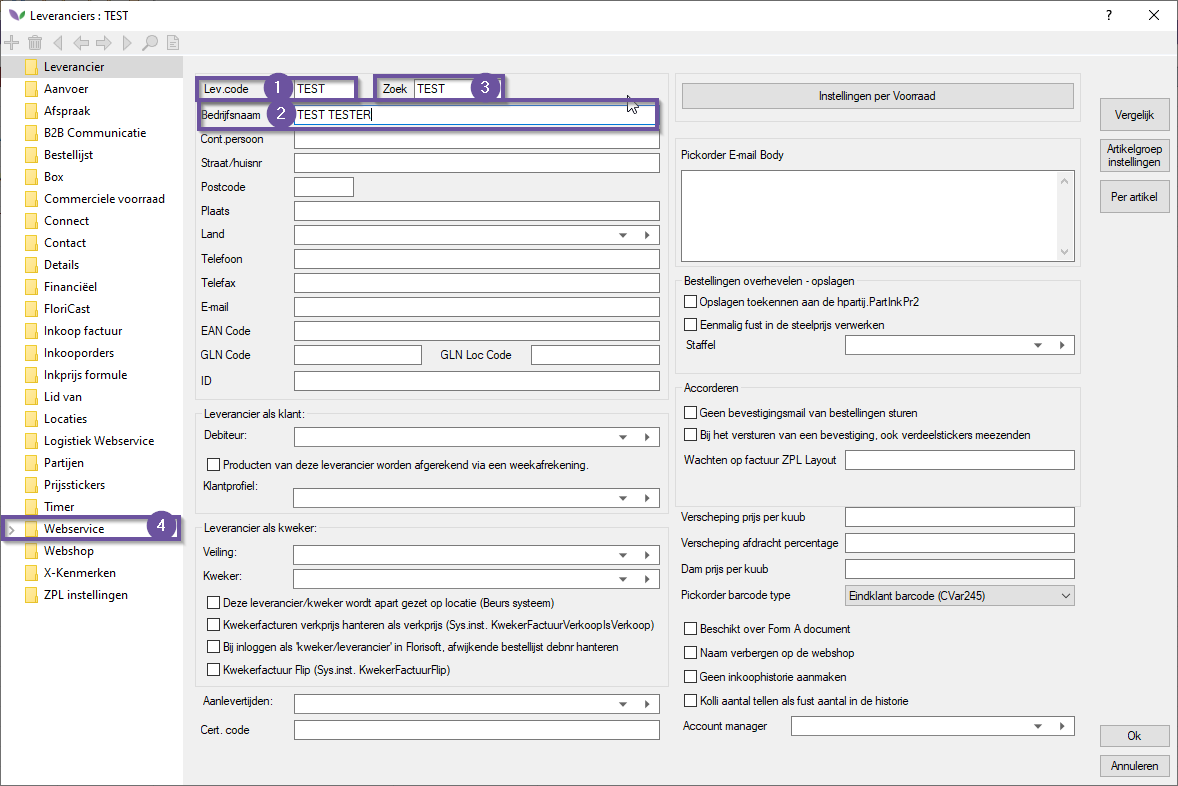 Leveranciers : TEST
?
Leverancier
Aanvoer
Afspraak
B2B Communicatie
Bestellijst
Box
Commerciele voorraad
Connect
Contact
Details
Financiëel
FloriCast
Inkoop factuur
Inkooporders
Inkprijs formule
Lid van
Locaties
Logistiek Webservice
Partijen
Prijsstickers
Timer
Webservice 4
Webshop
X-Kenmerken
ZPL instellingen
Lev.code 1 TEST Zoek TEST 3
Bedrijfsnaam 2 TEST TESTER
Cont.persoon
Straat/huisnr
Postcode
Plaats
Land
Telefoon
Telefax
E-mail
EAN Code
GLN Code GLN Loc Code
ID
Leverancier als klant:
Debiteur:
Producten van deze leverancier worden afgerekend via een weekafrekening.
Klantprofiel:
Leverancier als kweker:
Veiling:
Kweker:
Deze leverancier/kweker wordt apart gezet op locatie (Beurs systeem)
Kwekerfacturen verkprijs hanteren als verkprijs (Sys.inst. KwekerFactuurVerkoopIsVerkoop)
Bij inloggen als 'kweker/leverancier' in Florisoft, afwijkende bestellijst debnr hanteren
Kwekerfactuur Flip (Sys.inst. KwekerFactuurFlip)
Aanlevertijden:
Cert. code
Instellingen per Voorraad
Pickorder E-mail Body
Bestellingen overhevelen - opslagen
Opslagen toekennen aan de hpartij.PartInkPr2
Eenmalig fust in de steelprijs verwerken
Staffel
Accorderen
Geen bevestigingsmail van bestellingen sturen
Bij het versturen van een bevestiging, ook verdeelstickers meezenden
Wachten op factuur ZPL Layout
Verscheping prijs per kuub
Verscheping afdracht percentage
Dam prijs per kuub
Pickorder barcode type Eindklant barcode (CVar245)
Beschikt over Form A document
Naam verbergen op de webshop
Geen inkoophistorie aanmaken
Kolli aantal tellen als fust aantal in de historie
Account manager
Vergelijk
Artikelgroep
instellingen
Per artikel
Ok
Annuleren